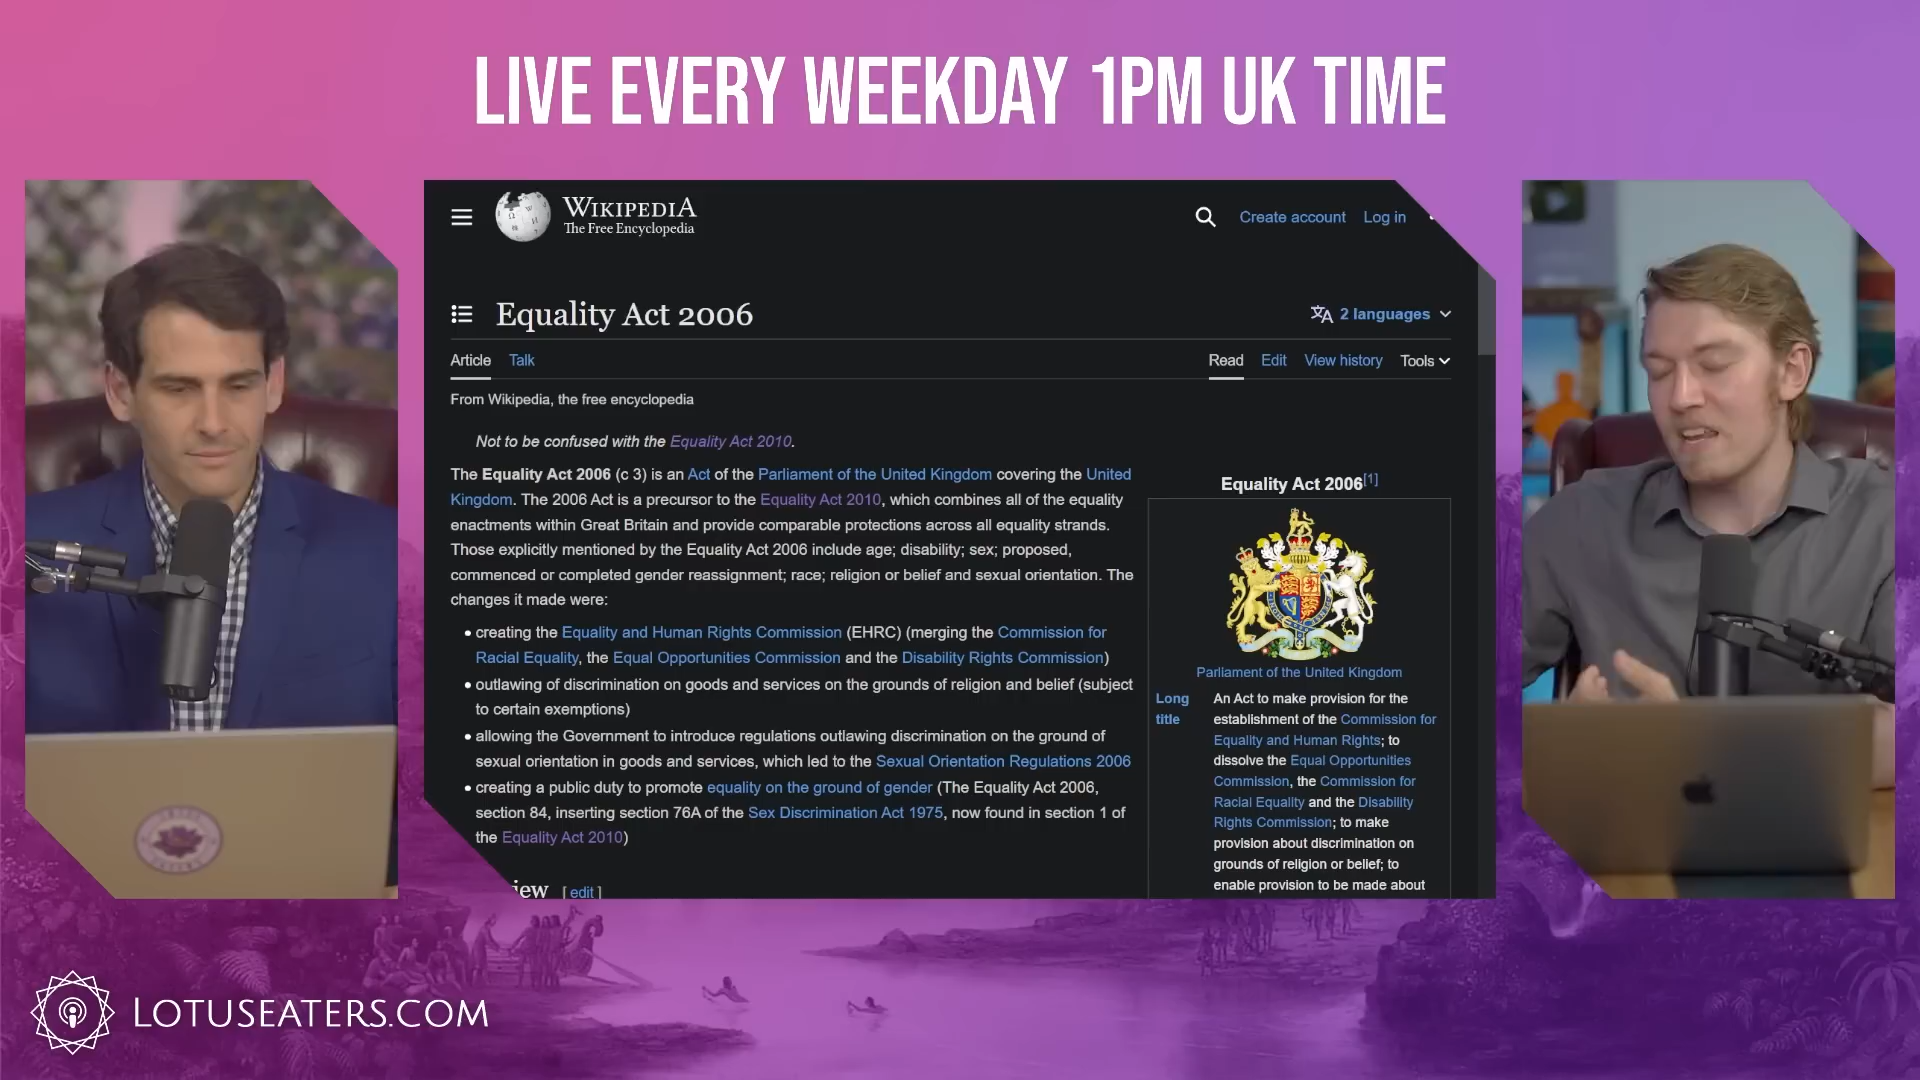 LIVE EVERY WEEKDAY 1PM UK TIME
WIKIPEDIA
The Free Encyclopedia
Create account
Log in
Equality Act 2006
2 languages
Article
Talk
Read
Edit
View history
Tools
From Wikipedia, the free encyclopedia
Not to be confused with the Equality Act 2010.
The Equality Act 2006 (c 3) is an Act of the Parliament of the United Kingdom covering the United
Kingdom. The 2006 Act is a precursor to the Equality Act 2010, which combines all of the equality
enactments within Great Britain and provide comparable protections across all equality strands.
Those explicitly mentioned by the Equality Act 2006 include age; disability; sex; proposed,
commenced or completed gender reassignment; race; religion or belief and sexual orientation. The
changes it made were:
• creating the Equality and Human Rights Commission (EHRC) (merging the Commission for
Racial Equality, the Equal Opportunities Commission and the Disability Rights Commission)
• outlawing of discrimination on goods and services on the grounds of religion and belief (subject
to certain exemptions)
• allowing the Government to introduce regulations outlawing discrimination on the ground of
sexual orientation in goods and services, which led to the Sexual Orientation Regulations 2006
• creating a public duty to promote equality on the ground of gender (The Equality Act 2006,
section 84, inserting section 76A of the Sex Discrimination Act 1975, now found in section 1 of
the Equality Act 2010)
[ edit ]
Equality Act 2006[1]
Parliament of the United Kingdom
Long
title
An Act to make provision for the
establishment of the Commission for
Equality and Human Rights; to
dissolve the Equal Opportunities
Commission, the Commission for
Racial Equality and the Disability
Rights Commission; to make
provision about discrimination on
grounds of religion or belief; to
enable provision to be made about
LOTUSEATERS.COM